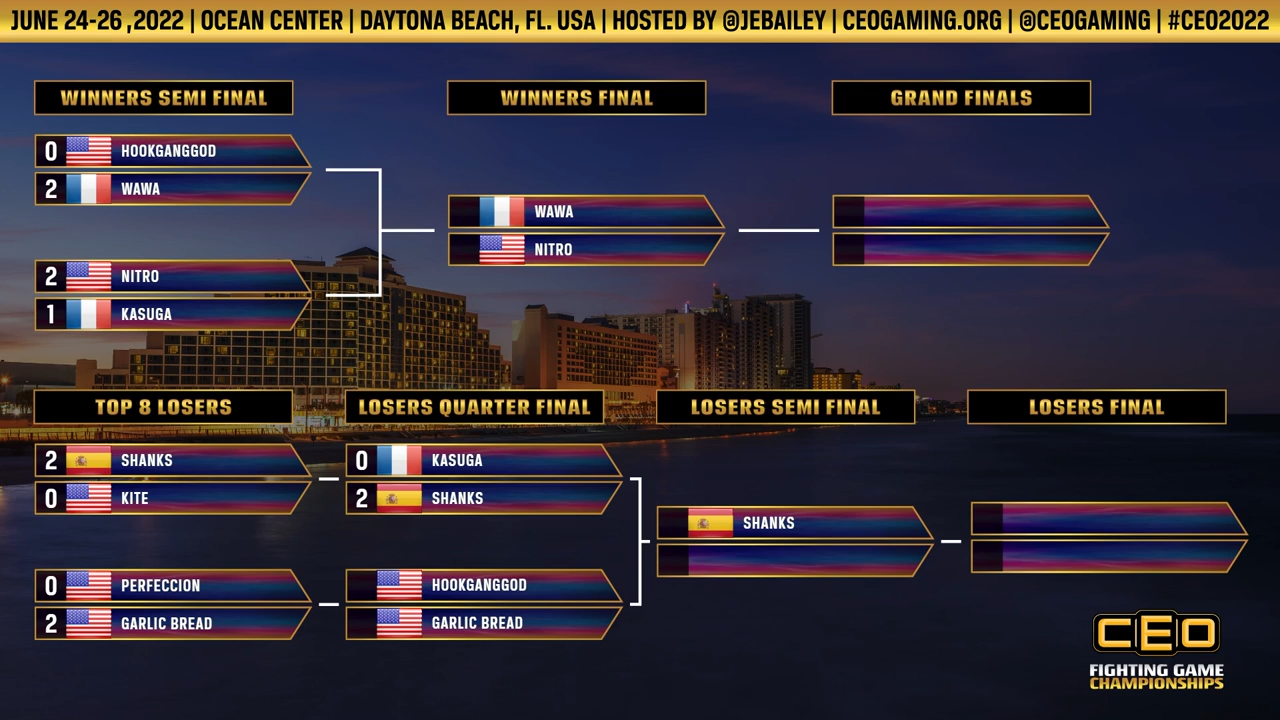 JUNE 24-26 ,2022 | OCEAN CENTER | DAYTONA BEACH, FL. USA | HOSTED BY @JEBAILEY | CEOGAMING.ORG | @CEOGAMING | #CEO2022
WINNERS SEMI FINAL
0 HOOKGANGGOD
2 WAWA
2 NITRO
1 KASUGA
WINNERS FINAL
WAWA
NITRO
GRAND FINALS
TOP 8 LOSERS
2 SHANKS
0 KITE
0 PERFECCION
2 GARLIC BREAD
LOSERS QUARTER FINAL
0 KASUGA
2 SHANKS
HOOKGANGGOD
GARLIC BREAD
LOSERS SEMI FINAL
SHANKS
LOSERS FINAL
CEO
FIGHTING GAME
CHAMPIONSHIPS